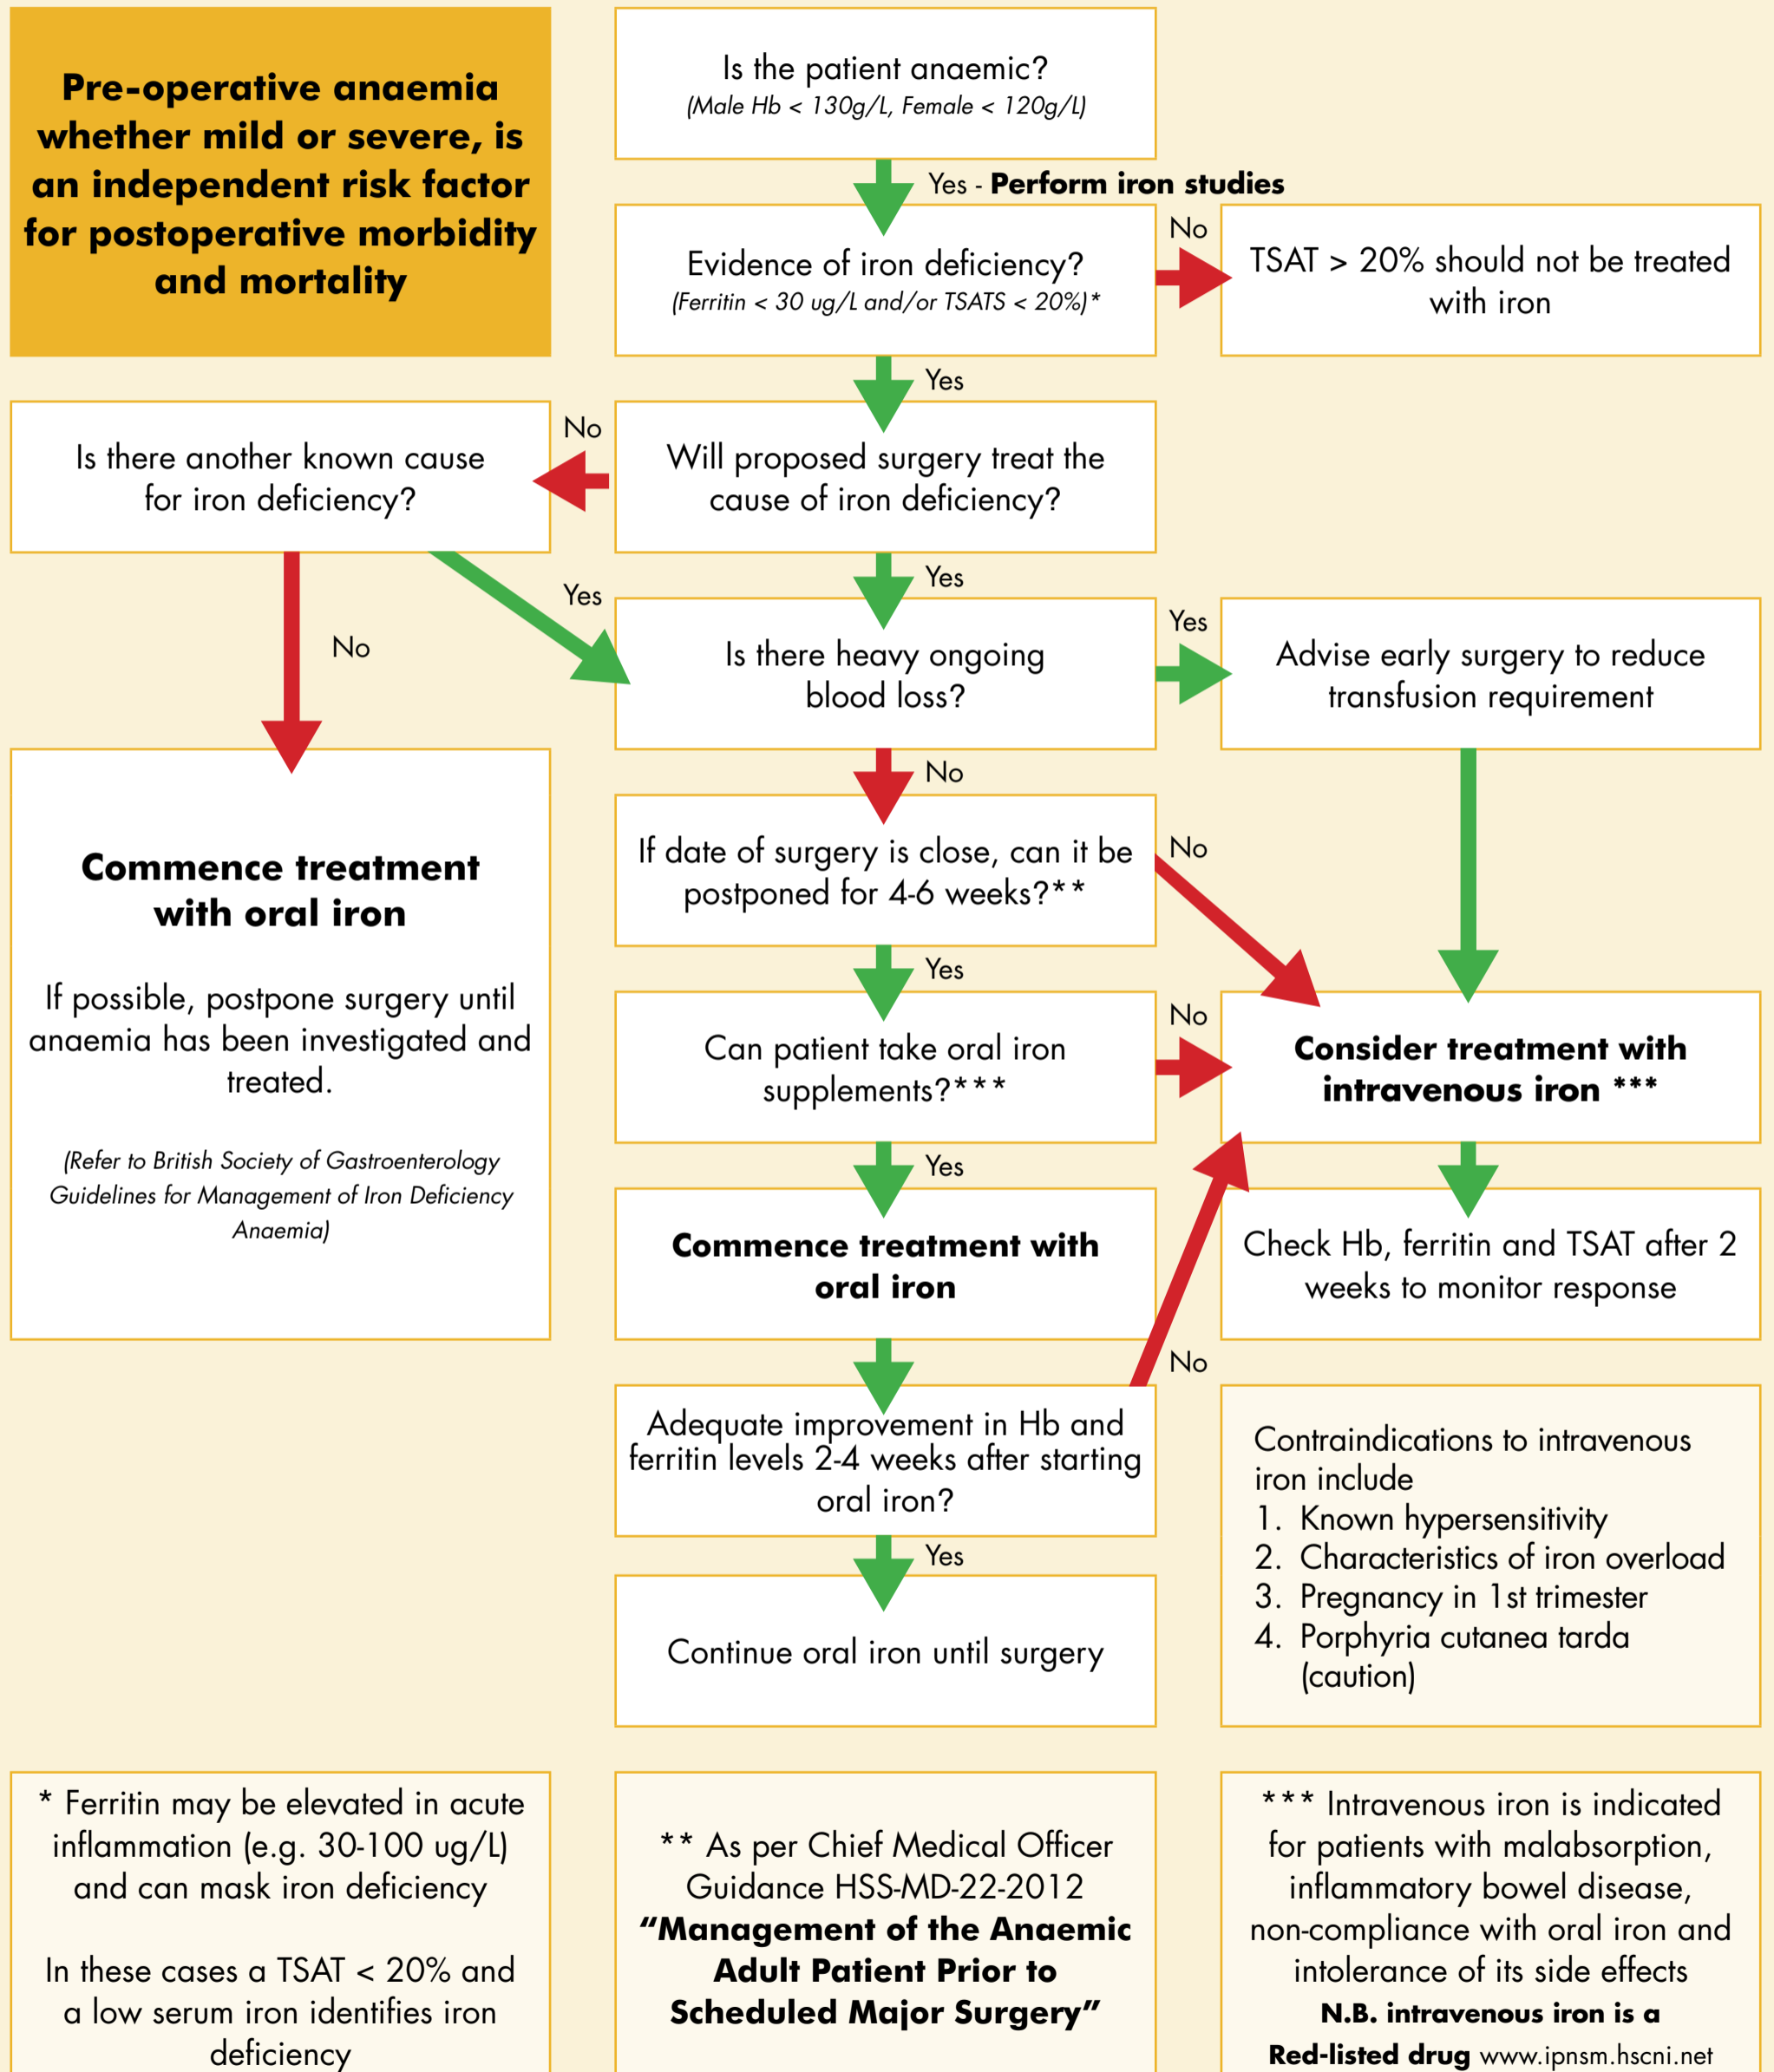 Pre-operative anaemia
whether mild or severe, is
an independent risk factor
for postoperative morbidity
and mortality
Is the patient anaemic?
(Male Hb < 130g/L, Female < 120g/L)
Yes - Perform iron studies
Evidence of iron deficiency?
(Ferritin < 30 ug/L and/or TSATS < 20%)*
No
TSAT > 20% should not be treated
with iron
Yes
Will proposed surgery treat the
cause of iron deficiency?
No
Is there another known cause
for iron deficiency?
Yes
Yes
No
Is there heavy ongoing
blood loss?
Yes
Advise early surgery to reduce
transfusion requirement
No
Commence treatment
with oral iron
If possible, postpone surgery until
anaemia has been investigated and
treated.
(Refer to British Society of Gastroenterology
Guidelines for Management of Iron Deficiency
Anaemia)
If date of surgery is close, can it be
postponed for 4-6 weeks?**
No
Yes
Can patient take oral iron
supplements?***
No
Consider treatment with
intravenous iron ***
Yes
Commence treatment with
oral iron
Check Hb, ferritin and TSAT after 2
weeks to monitor response
No
Adequate improvement in Hb and
ferritin levels 2-4 weeks after starting
oral iron?
Yes
Continue oral iron until surgery
Contraindications to intravenous
iron include
1. Known hypersensitivity
2. Characteristics of iron overload
3. Pregnancy in 1st trimester
4. Porphyria cutanea tarda
(caution)
* Ferritin may be elevated in acute
inflammation (e.g. 30-100 ug/L)
and can mask iron deficiency
In these cases a TSAT < 20% and
a low serum iron identifies iron
deficiency
** As per Chief Medical Officer
Guidance HSS-MD-22-2012
“Management of the Anaemic
Adult Patient Prior to
Scheduled Major Surgery”
*** Intravenous iron is indicated
for patients with malabsorption,
inflammatory bowel disease,
non-compliance with oral iron and
intolerance of its side effects
N.B. intravenous iron is a
Red-listed drug www.ipnsm.hscni.net